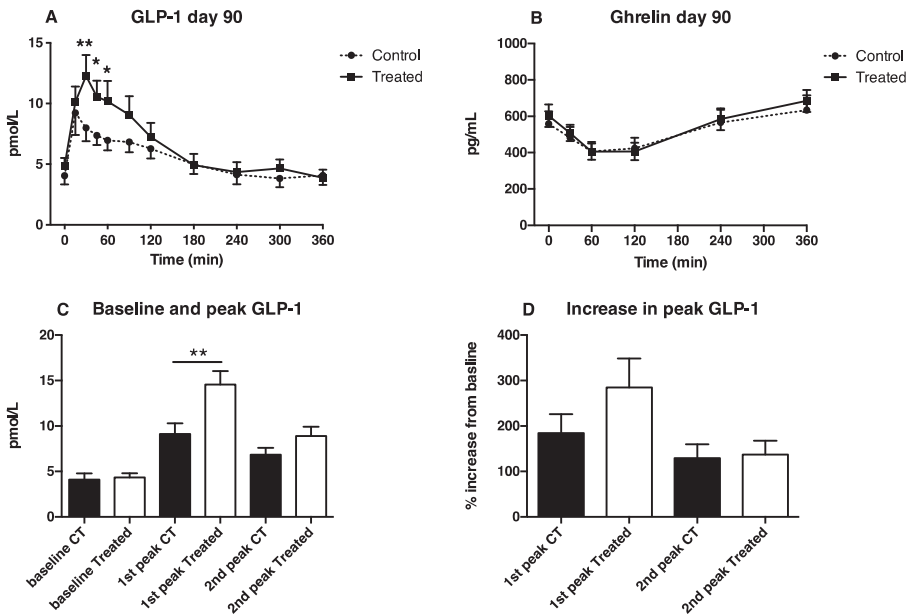 A GLP-1 day 90
pmol/L
15
10
5
0
** * *
Control
Treated
0 60 120 180 240 300 360
Time (min)
B Ghrelin day 90
pg/mL
1000
800
600
400
200
0
Control
Treated
0 60 120 180 240 300 360
Time (min)
C Baseline and peak GLP-1
pmol/L
20
15
10
5
0
**
baseline CT
baseline Treated
1st peak CT
1st peak Treated
2nd peak CT
2nd peak Treated
D Increase in peak GLP-1
% increase from basline
400
300
200
100
0
1st peak CT
1st peak Treated
2nd peak CT
2nd peak Treated